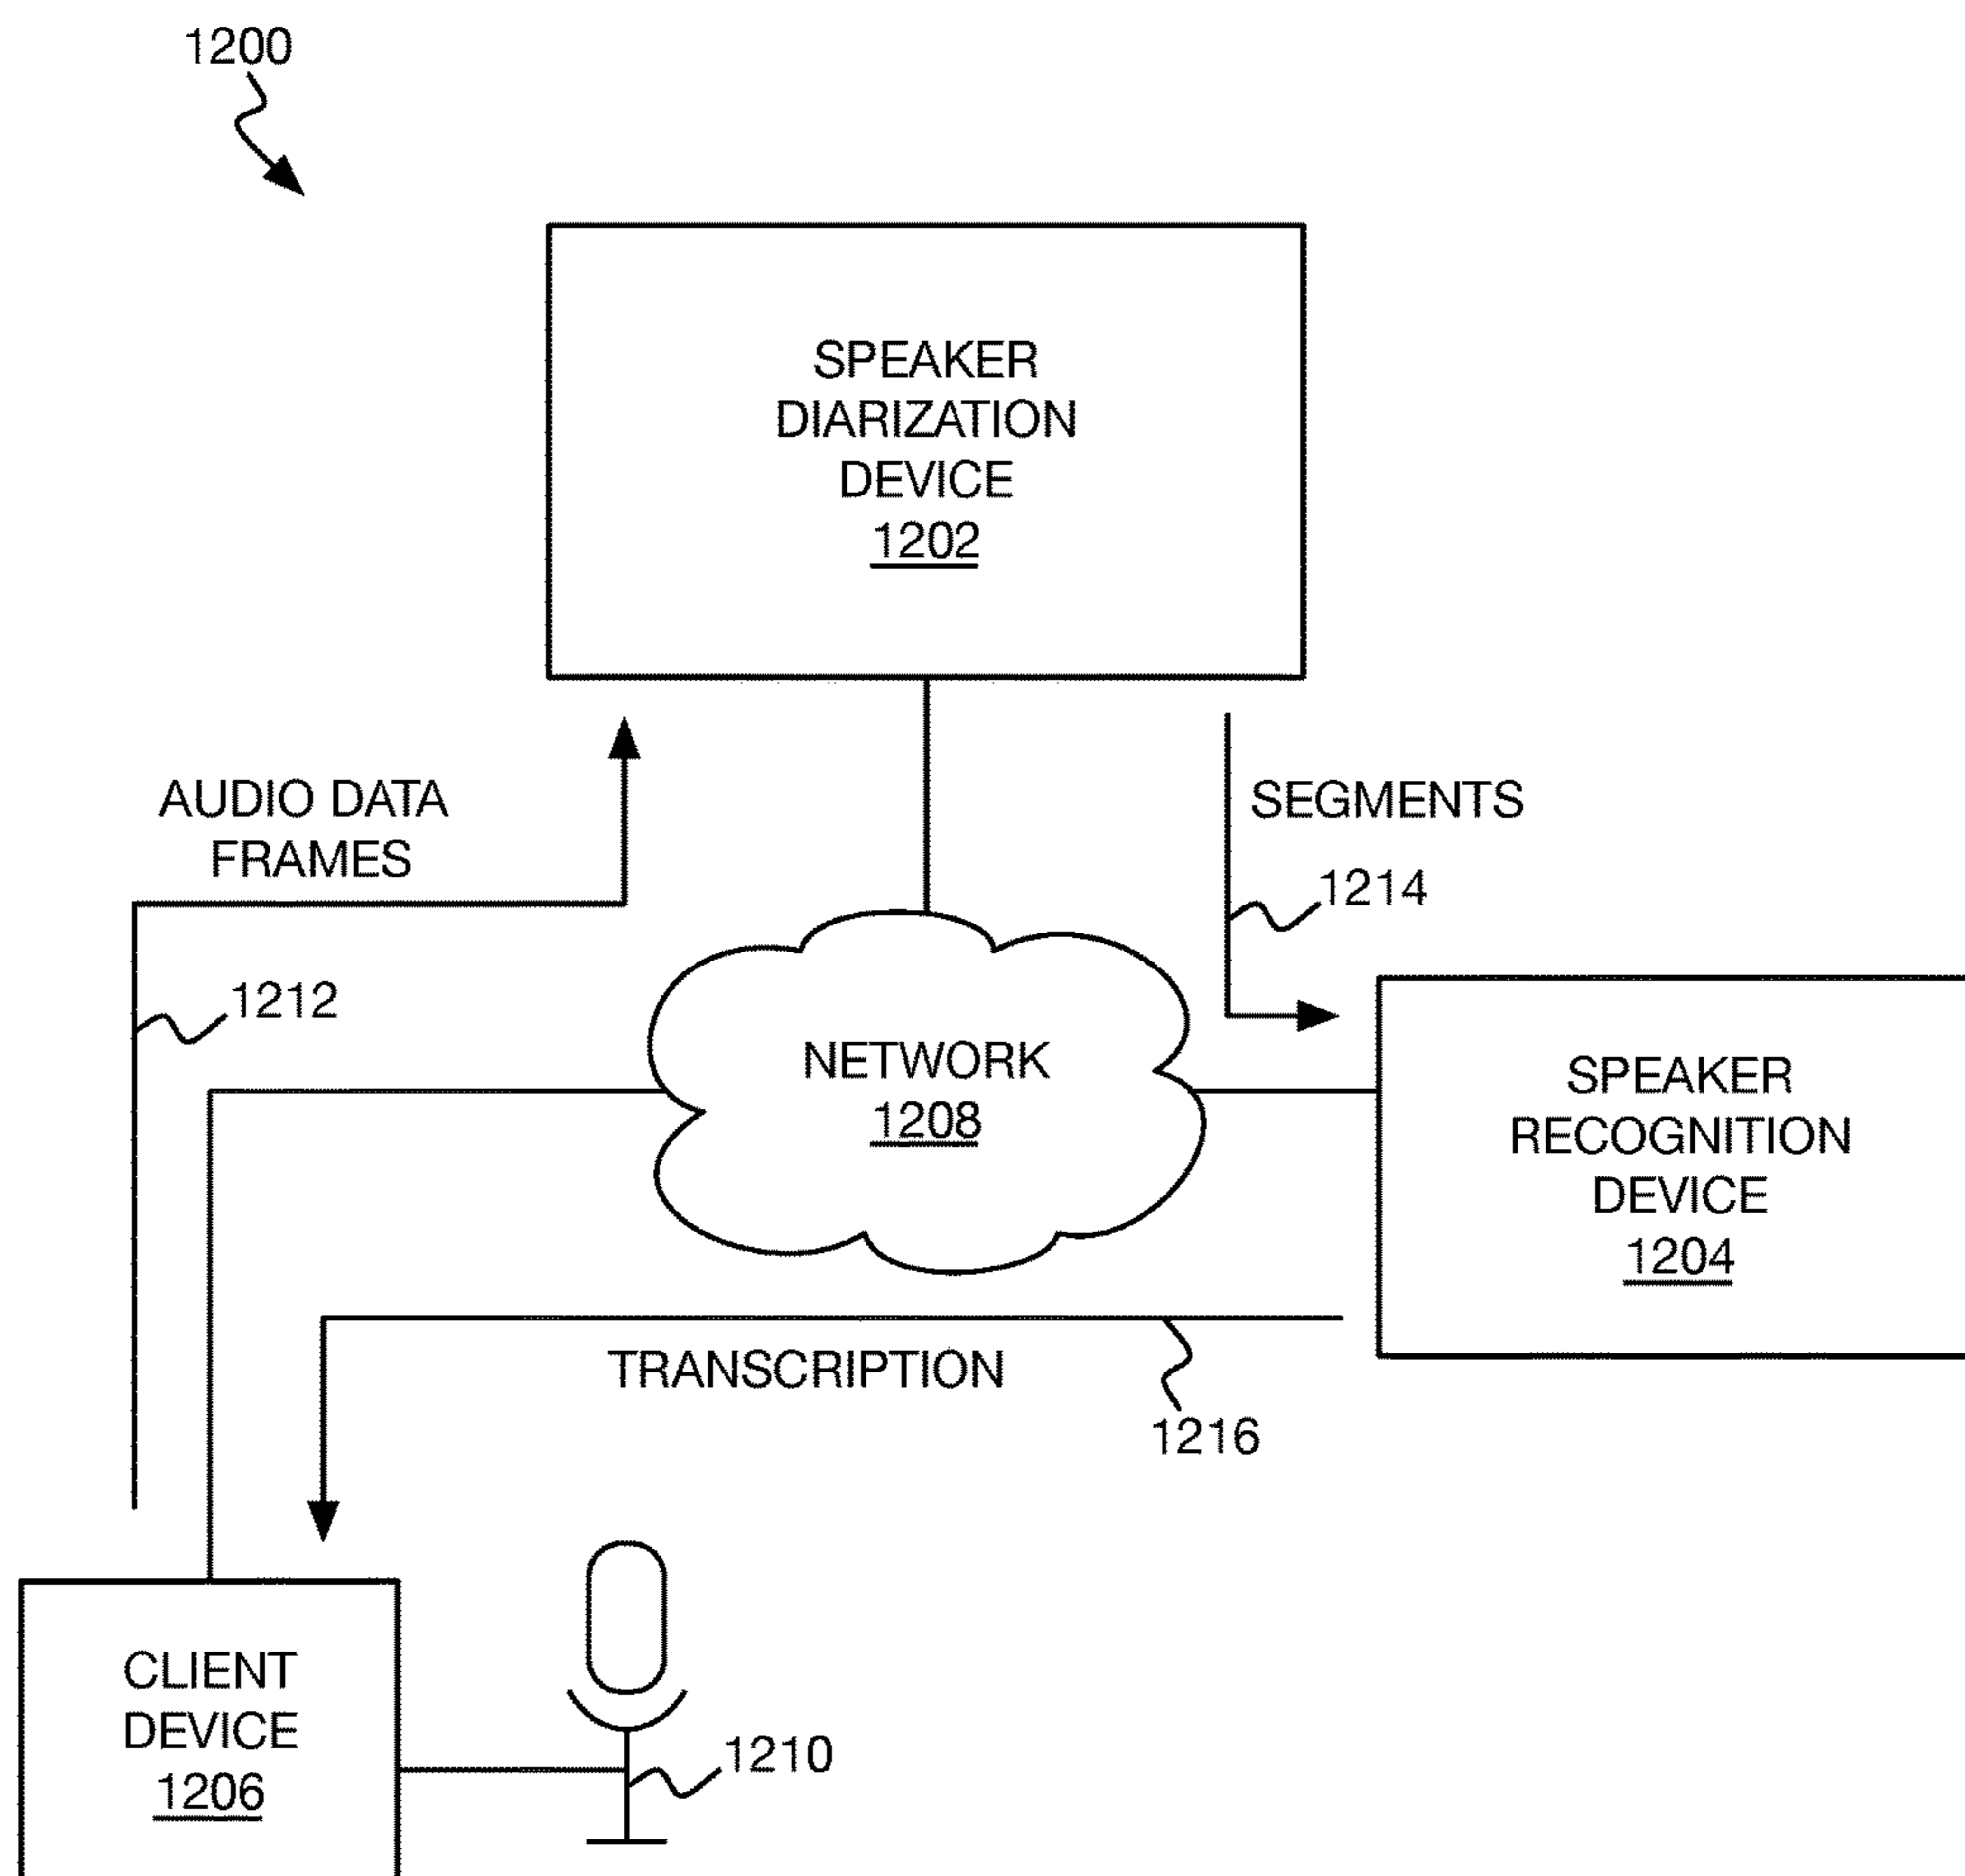 1200
SPEAKER
DIARIZATION
DEVICE
1202
AUDIO DATA
FRAMES
SEGMENTS
1214
1212
NETWORK
1208
SPEAKER
RECOGNITION
DEVICE
1204
TRANSCRIPTION
1216
CLIENT
DEVICE
1206
1210